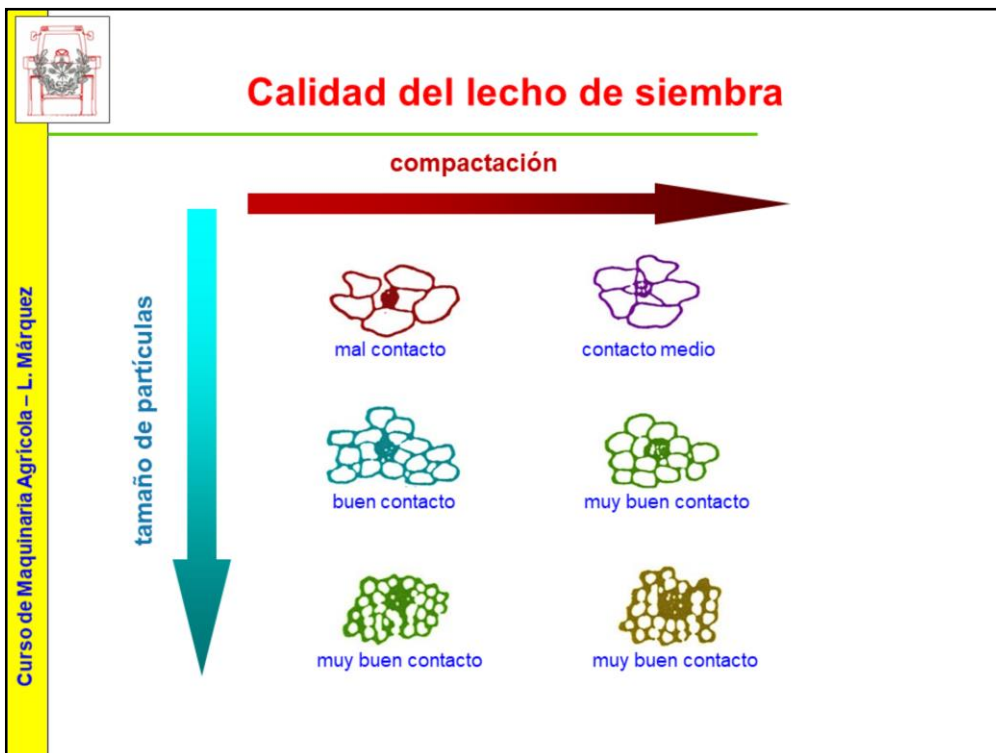 Calidad del lecho de siembra
compactación
tamaño de partículas
mal contacto
contacto medio
buen contacto
muy buen contacto
muy buen contacto
muy buen contacto
Curso de Maquinaria Agrícola – L. Márquez